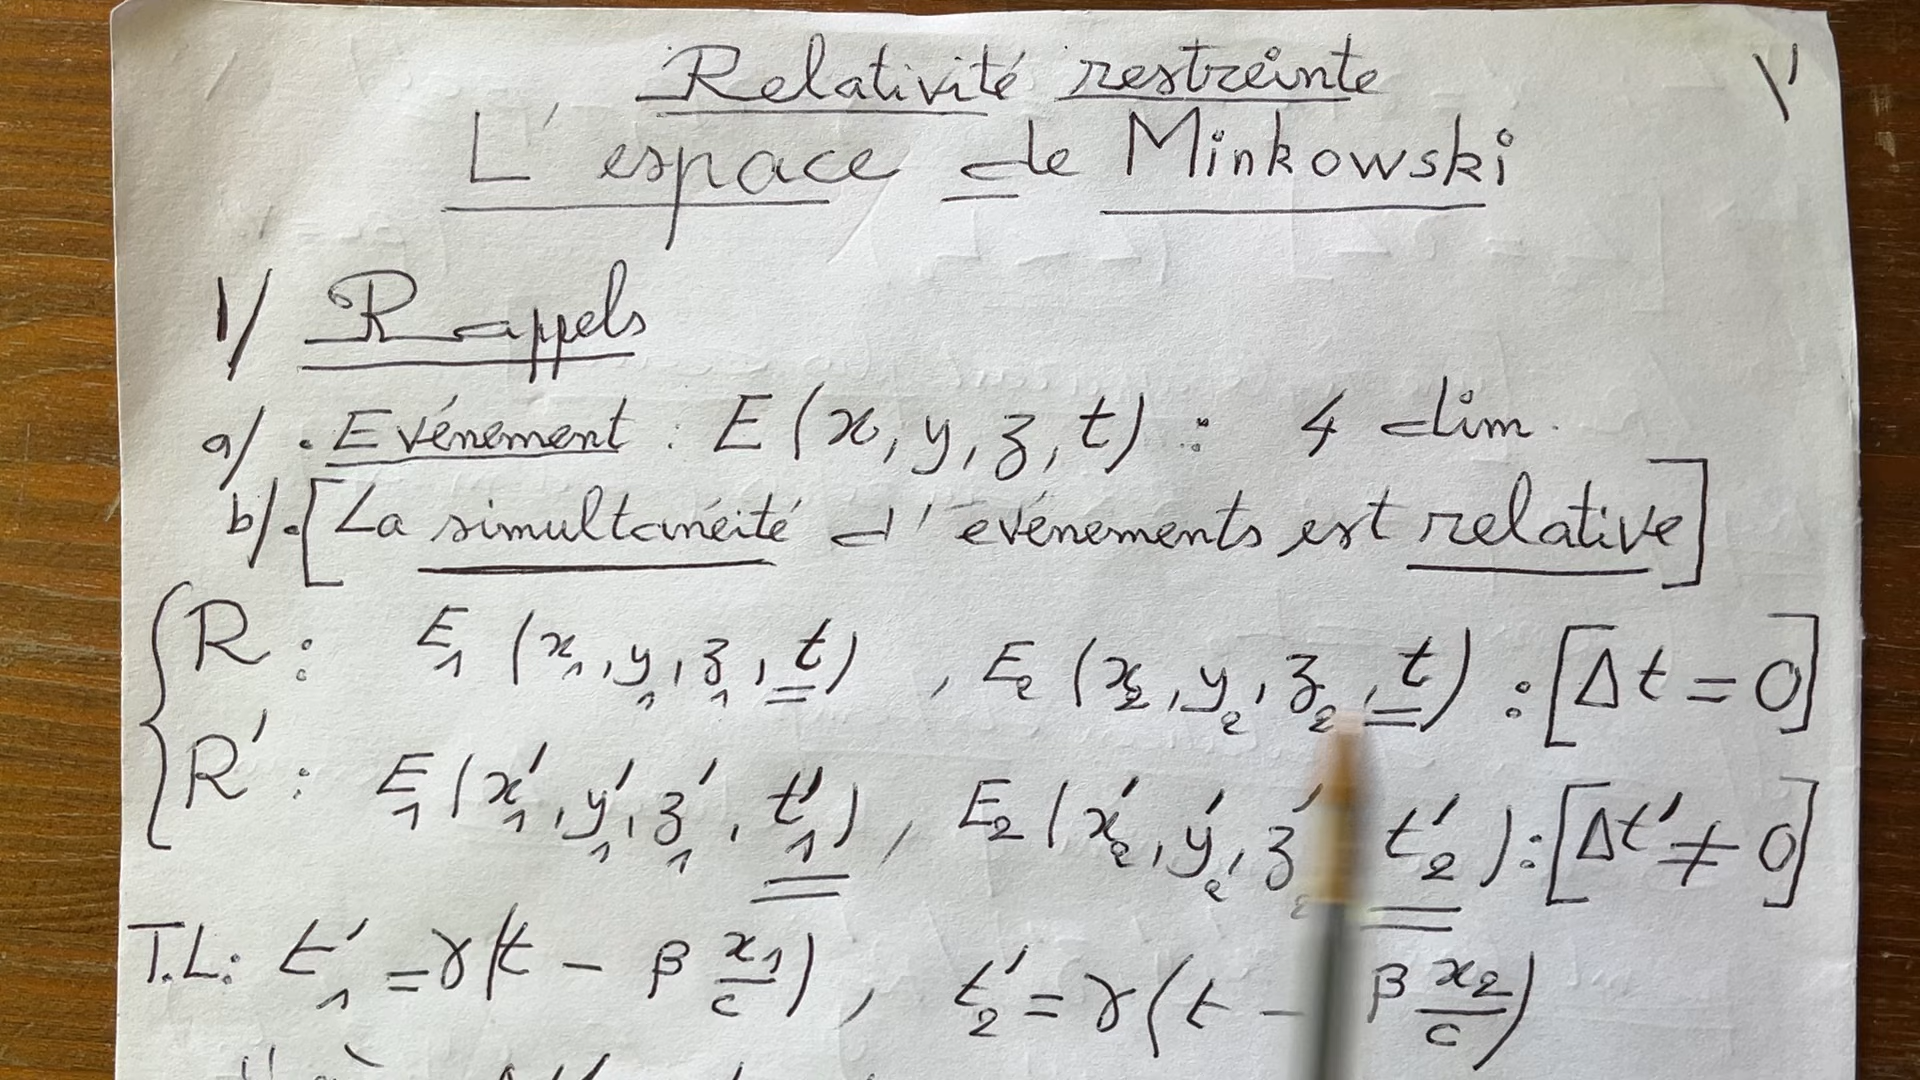 Relativité restreinte
1'
L'espace de Minkowski
1/ Rappels
a/ . Evénement : E(x, y, z, t) : 4 dim.
b/. [La simultanéité d'evénements est relative]
R : E₁ (x₁, y₁, z₁, t) , E₂ (x₂, y₂, z₂, t) : [Δt = 0]
R' : E₁ (x'₁, y'₁, z'₁, t'₁) , E₂ (x'₂, y'₂, z'₂ t'₂) : [Δt' ≠ 0]
T.L: t'₁ = γ(t - β x₁/c) , t'₂ = γ(t - β x₂/c)